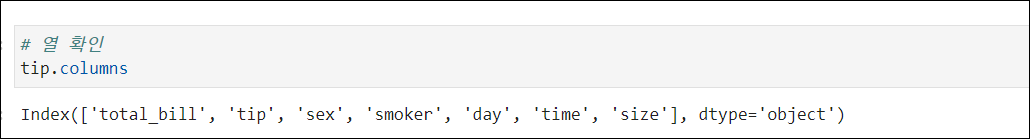 # 열 확인
tip.columns
Index(['total_bill', 'tip', 'sex', 'smoker', 'day', 'time', 'size'], dtype='object')